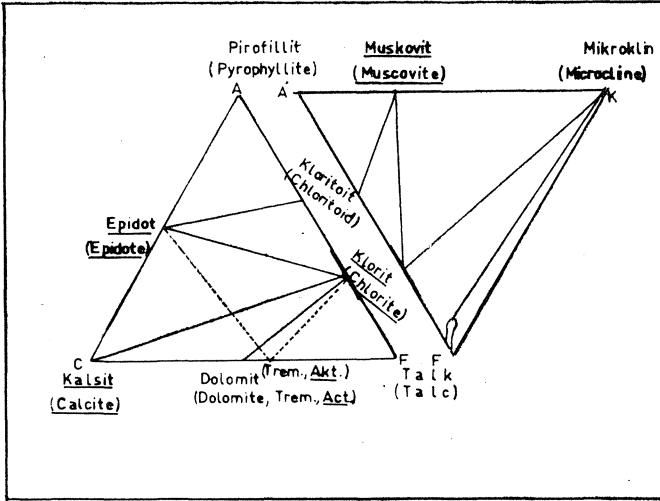 Pirofillit
(Pyrophyllite)
A
Muskovit
(Muscovite)
A'
Mikroklin
(Microcline)
K
Kloritoit
(Chloritoid)
Epidot
(Epidote)
Klorit
(Chlorite)
C
Kalsit
(Calcite)
Dolomit (Trem., Akt.)
(Dolomite, Trem., Act.)
F
F
Talk
(Talc)